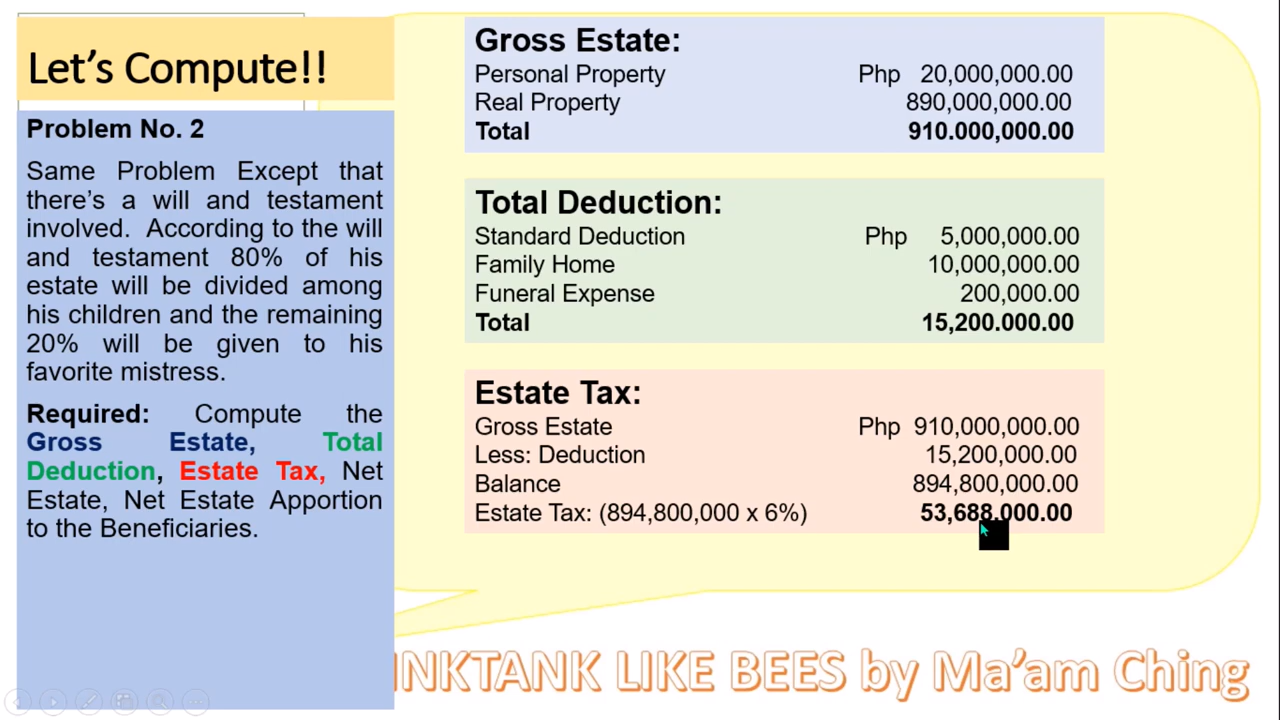 Let's Compute!!
Problem No. 2
Same Problem Except that
there's a will and testament
involved. According to the will
and testament 80% of his
estate will be divided among
his children and the remaining
20% will be given to his
favorite mistress.
Required: Compute the
Gross Estate, Total
Deduction, Estate Tax, Net
Estate, Net Estate Apportion
to the Beneficiaries.
Gross Estate:
Personal Property Php 20,000,000.00
Real Property 890,000,000.00
Total 910.000,000.00
Total Deduction:
Standard Deduction Php 5,000,000.00
Family Home 10,000,000.00
Funeral Expense 200,000.00
Total 15,200.000.00
Estate Tax:
Gross Estate Php 910,000,000.00
Less: Deduction 15,200,000.00
Balance 894,800,000.00
Estate Tax: (894,800,000 x 6%) 53,688,000.00
INKTANK LIKE BEES by Ma'am Ching